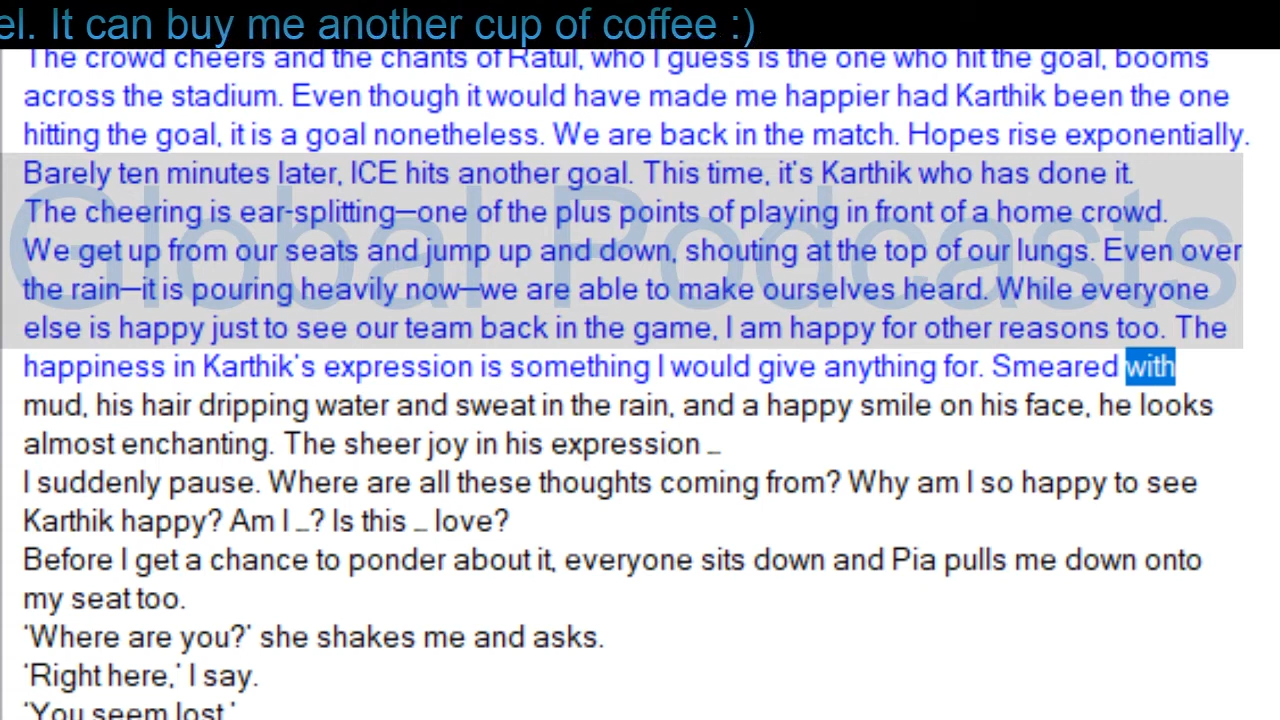 el. It can buy me another cup of coffee :)
The crowd cheers and the chants of Ratul, who I guess is the one who hit the goal, booms
across the stadium. Even though it would have made me happier had Karthik been the one
hitting the goal, it is a goal nonetheless. We are back in the match. Hopes rise exponentially.
Barely ten minutes later, ICE hits another goal. This time, it's Karthik who has done it.
The cheering is ear-splitting—one of the plus points of playing in front of a home crowd.
Global Podcasts
We get up from our seats and jump up and down, shouting at the top of our lungs. Even over
the rain—it is pouring heavily now—we are able to make ourselves heard. While everyone
else is happy just to see our team back in the game, I am happy for other reasons too. The
happiness in Karthik's expression is something I would give anything for. Smeared with
mud, his hair dripping water and sweat in the rain, and a happy smile on his face, he looks
almost enchanting. The sheer joy in his expression ...
I suddenly pause. Where are all these thoughts coming from? Why am I so happy to see
Karthik happy? Am I ...? Is this ... love?
Before I get a chance to ponder about it, everyone sits down and Pia pulls me down onto
my seat too.
'Where are you?' she shakes me and asks.
'Right here,' I say.
'You seem lost.'